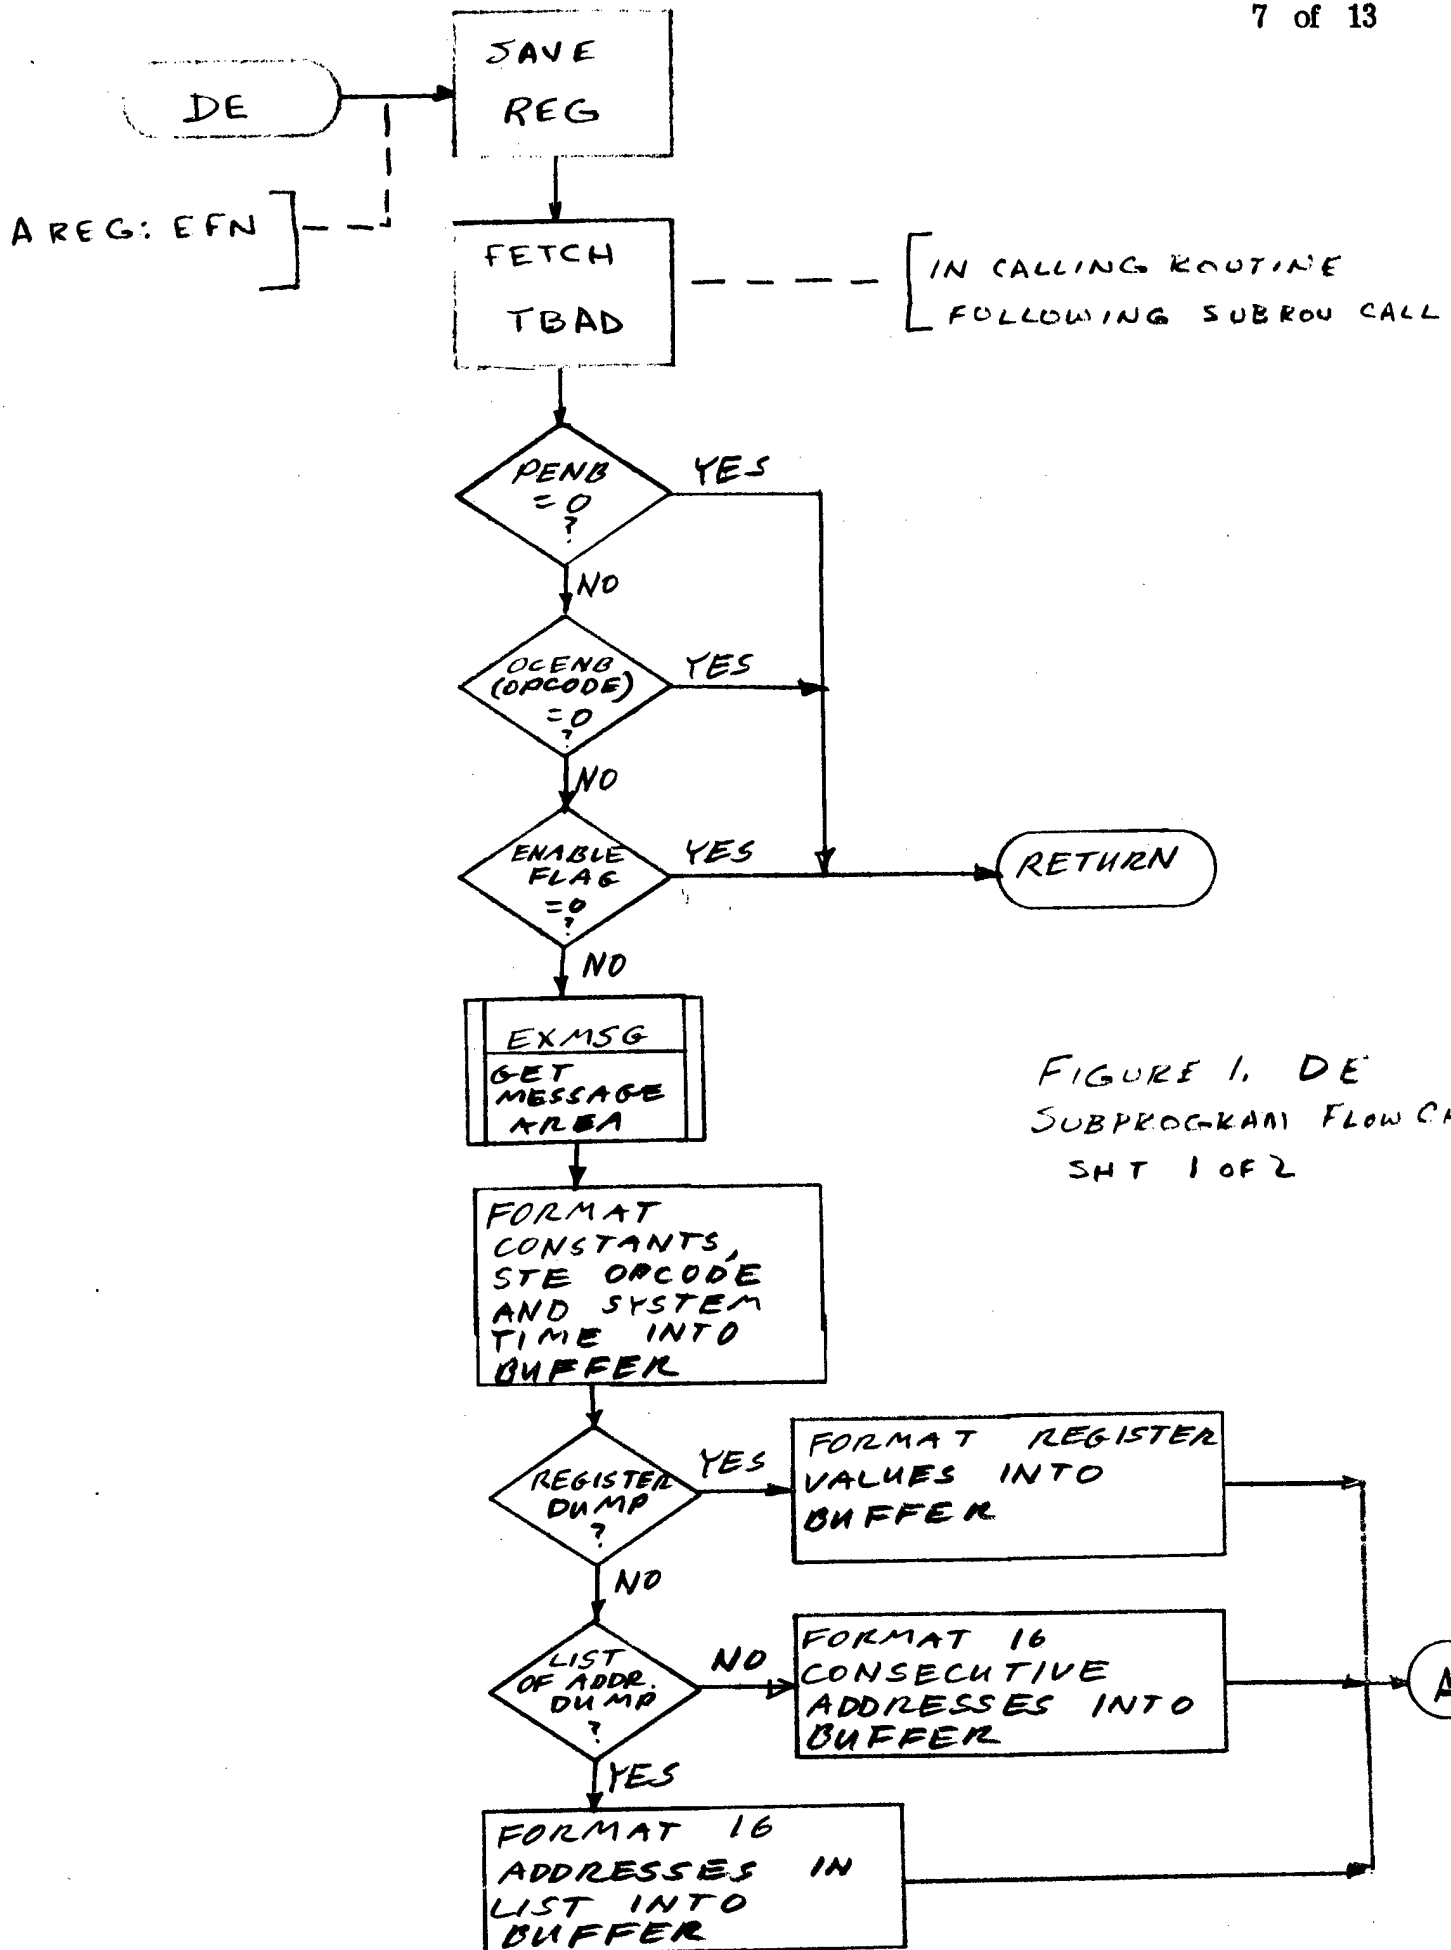 7 of 13
DE
SAVE
REG
A REG: EFN
FETCH
TBAD
IN CALLING ROUTINE
FOLLOWING SUBROU CALL
PENB
= 0
?
YES
NO
OCENB
(OPCODE)
= 0
?
YES
NO
ENABLE
FLAG
= 0
?
YES
RETURN
NO
EXMSG
GET
MESSAGE
AREA
FIGURE 1. DE
SUBPROGRAM FLOW CH
SHT 1 OF 2
FORMAT
CONSTANTS,
STE OPCODE
AND SYSTEM
TIME INTO
BUFFER
REGISTER
DUMP
?
YES
FORMAT REGISTER
VALUES INTO
BUFFER
NO
LIST
OF ADDR.
DUMP
?
NO
FORMAT 16
CONSECUTIVE
ADDRESSES INTO
BUFFER
A
YES
FORMAT 16
ADDRESSES IN
LIST INTO
BUFFER